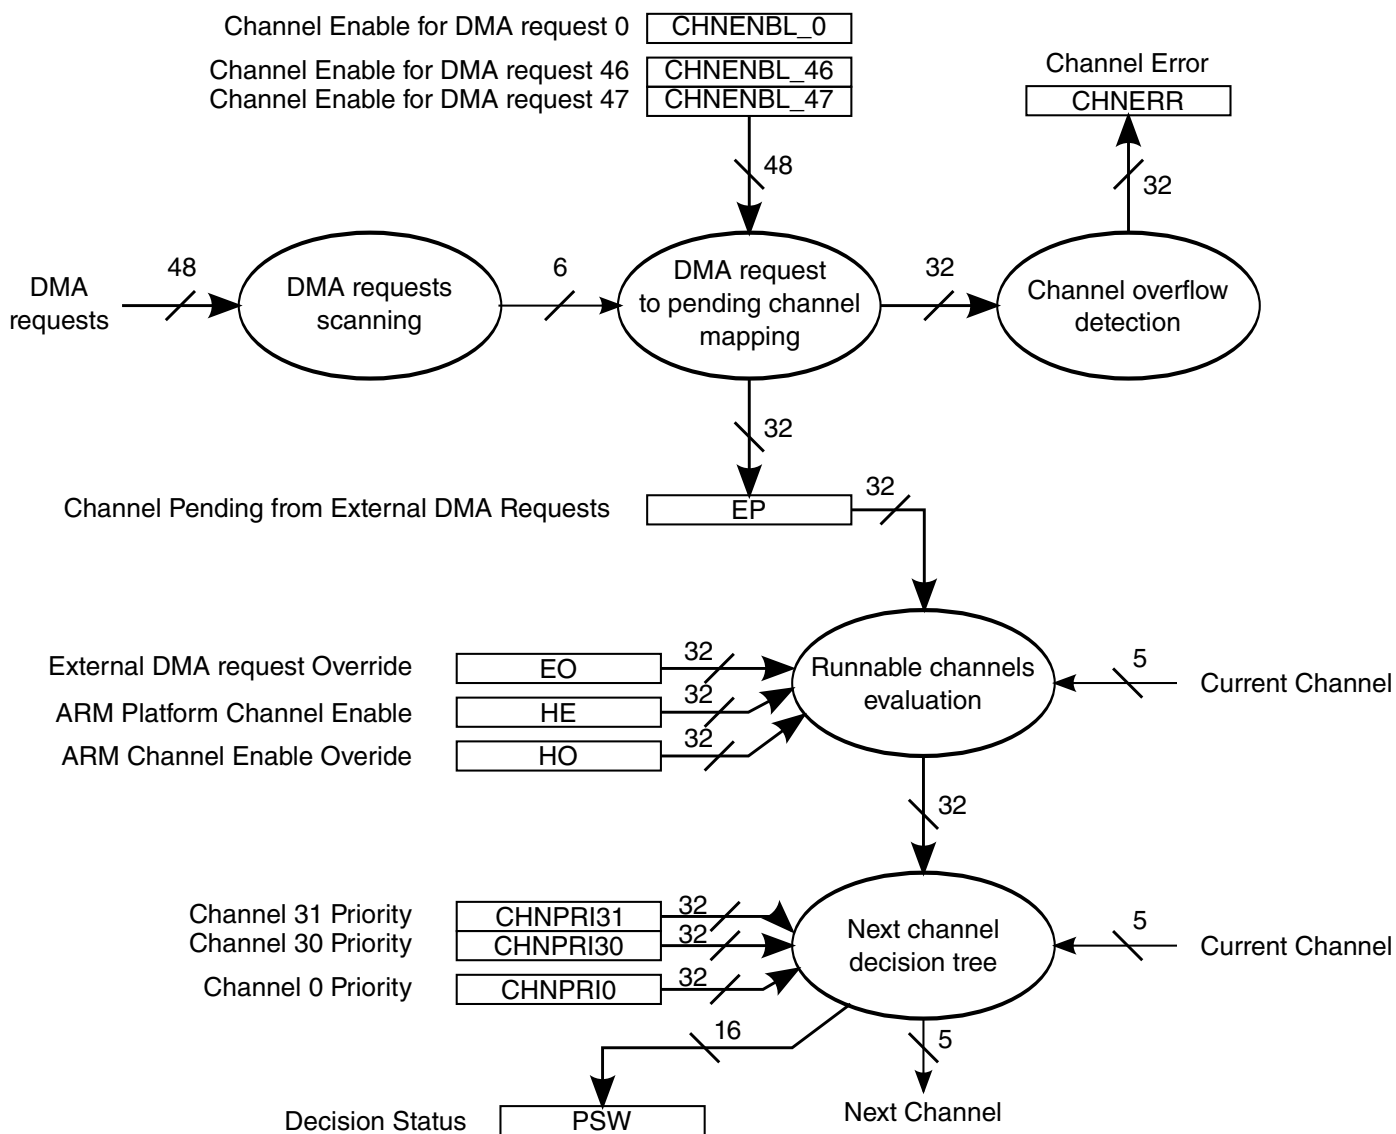 Channel Enable for DMA request 0 CHNENBL_0
Channel Enable for DMA request 46 CHNENBL_46
Channel Enable for DMA request 47 CHNENBL_47
Channel Error
CHNERR
48
32
DMA
requests
48
DMA requests
scanning
6
DMA request
to pending channel
mapping
32
Channel overflow
detection
32
Channel Pending from External DMA Requests EP
32
External DMA request Override EO 32
ARM Platform Channel Enable HE 32
ARM Channel Enable Overide HO 32
Runnable channels
evaluation
5
Current Channel
32
Channel 31 Priority CHNPRI31 32
Channel 30 Priority CHNPRI30 32
Channel 0 Priority CHNPRI0 32
Next channel
decision tree
5
Current Channel
16
5
Decision Status PSW
Next Channel